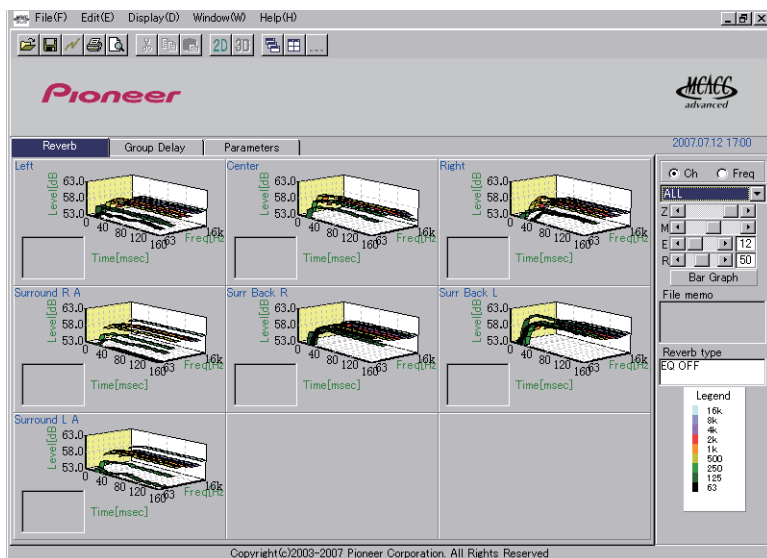 File(F) Edit(E) Display(D) Window(W) Help(H)
2D 3D ...
Pioneer
MCACC
advanced
Reverb Group Delay Parameters
2007.07.12 17:00
Left
Level[dB
63.0
58.0
53.0
0 40 80 120 160
63 Freq[Hz 16k
Time[msec]
Center
Level[dB
63.0
58.0
53.0
0 40 80 120 160
63 Freq[Hz 16k
Time[msec]
Right
Level[dB
63.0
58.0
53.0
0 40 80 120 160
63 Freq[Hz 16k
Time[msec]
Surround R A
Level[dB
63.0
58.0
53.0
0 40 80 120 160
63 Freq[Hz 16k
Time[msec]
Surr Back R
Level[dB
63.0
58.0
53.0
0 40 80 120 160
63 Freq[Hz 16k
Time[msec]
Surr Back L
Level[dB
63.0
58.0
53.0
0 40 80 120 160
63 Freq[Hz 16k
Time[msec]
Surround L A
Level[dB
63.0
58.0
53.0
0 40 80 120 160
63 Freq[Hz 16k
Time[msec]
Ch Freq
ALL
Z
M
E 12
R 50
Bar Graph
File memo
Reverb type
EQ OFF
Legend
16k
8k
4k
2k
1k
500
250
125
63
Copyright(c)2003-2007 Pioneer Corporation. All Rights Reserved